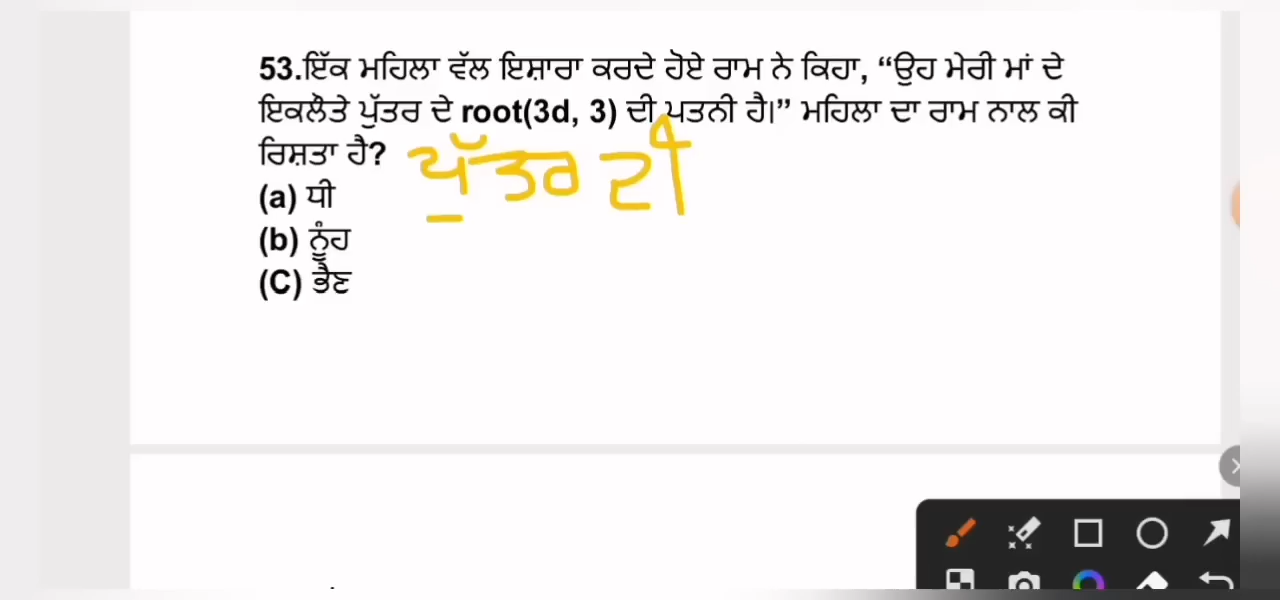 53.ਇੱਕ ਮਹਿਲਾ ਵੱਲ ਇਸ਼ਾਰਾ ਕਰਦੇ ਹੋਏ ਰਾਮ ਨੇ ਕਿਹਾ, “ਉਹ ਮੇਰੀ ਮਾਂ ਦੇ
ਇਕਲੌਤੇ ਪੁੱਤਰ ਦੇ root(3d, 3) ਦੀ ਪਤਨੀ ਹੈ।” ਮਹਿਲਾ ਦਾ ਰਾਮ ਨਾਲ ਕੀ
ਰਿਸ਼ਤਾ ਹੈ?
ਪੁੱਤਰ ਦੀ
(a) ਧੀ
(b) ਨੂੰਹ
(C) ਭੈਣ